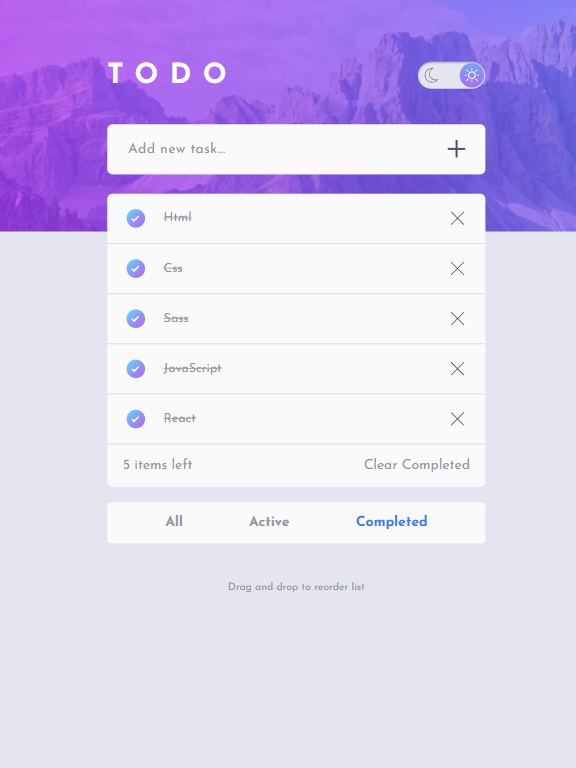 TODO
Add new task...
Html
Css
Sass
JavaScript
React
5 items left Clear Completed
All Active Completed
Drag and drop to reorder list